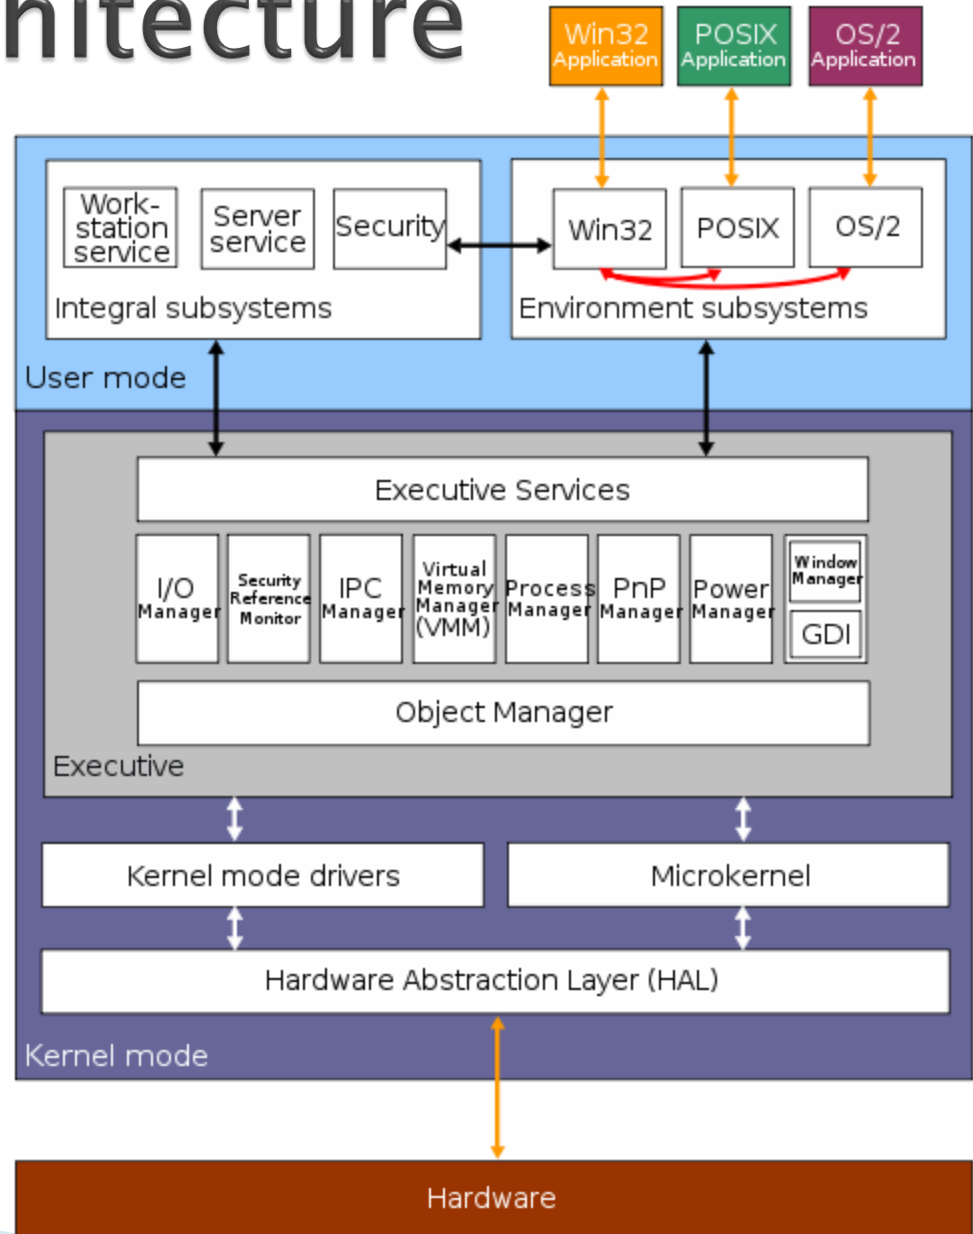 hitecture
Win32
Application
POSIX
Application
OS/2
Application
Work-
station
service
Server
service
Security
Integral subsystems
Win32
POSIX
OS/2
Environment subsystems
User mode
Executive Services
I/O
Manager
Security
Reference
Monitor
IPC
Manager
Virtual
Memory
Manager
(VMM)
Process
Manager
PnP
Manager
Power
Manager
Window
Manager
GDI
Object Manager
Executive
Kernel mode drivers
Microkernel
Hardware Abstraction Layer (HAL)
Kernel mode
Hardware